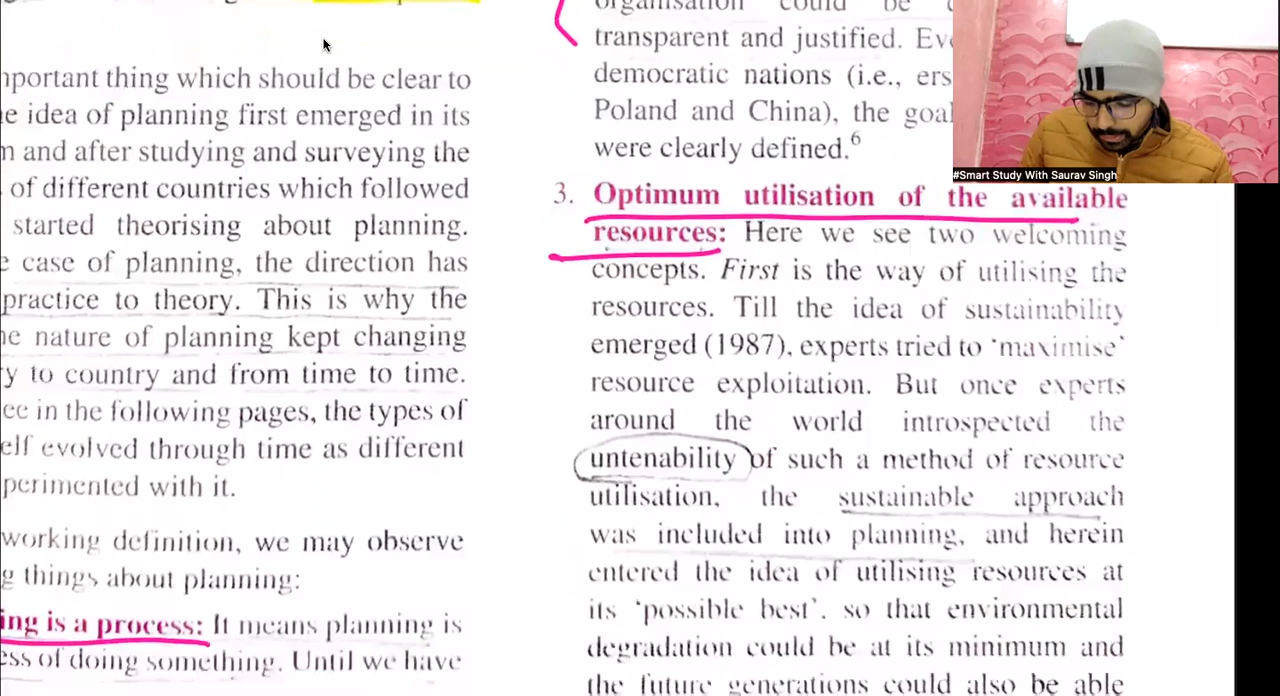 important thing which should be clear to
idea of planning first emerged in its
and after studying and surveying the
of different countries which followed
started theorising about planning.
case of planning, the direction has
practice to theory. This is why the
nature of planning kept changing
to country and from time to time.
in the following pages, the types of
evolved through time as different
with it.
working definition, we may observe
things about planning:
is a process: It means planning is
of doing something. Until we have
organisation could be
transparent and justified.
democratic nations (i.e., ers
Poland and China), the
were clearly defined.6
3. Optimum utilisation of the available
resources: Here we see two welcoming
concepts. First is the way of utilising the
resources. Till the idea of sustainability
emerged (1987), experts tried to ‘maximise’
resource exploitation. But once experts
around the world introspected the
untenability of such a method of resource
utilisation, the sustainable approach
was included into planning, and herein
entered the idea of utilising resources at
its ‘possible best’. so that environmental
degradation could be at its minimum and
the future generations could also be able
#Smart Study With Saurav Singh